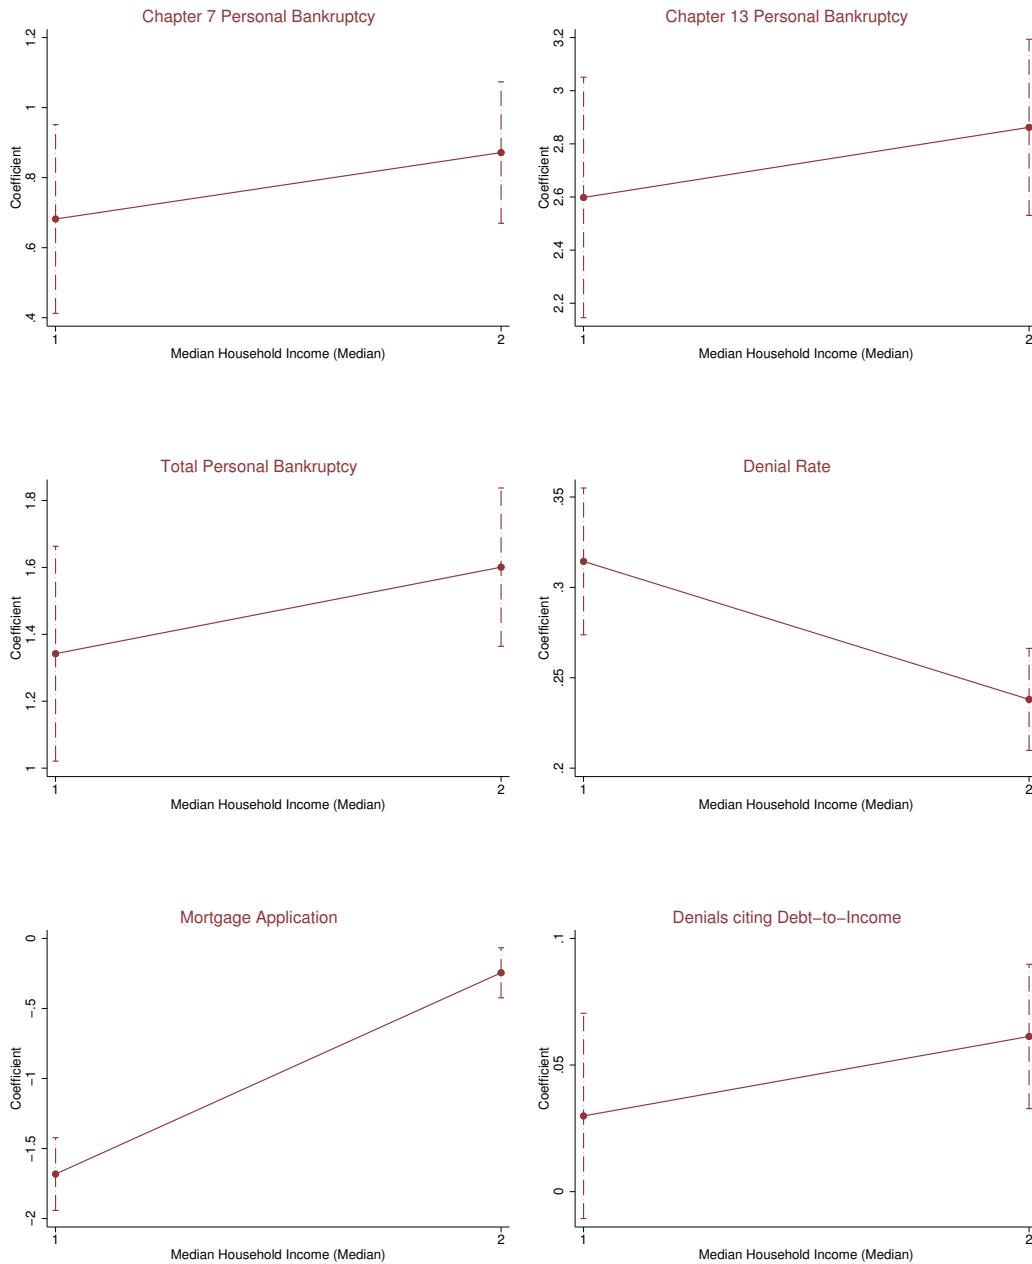 Chapter 7 Personal Bankruptcy
Coefficient
.4
.6
.8
1
1.2
1
2
Median Household Income (Median)
Chapter 13 Personal Bankruptcy
Coefficient
2.2
2.4
2.6
2.8
3
3.2
1
2
Median Household Income (Median)
Total Personal Bankruptcy
Coefficient
1
1.2
1.4
1.6
1.8
1
2
Median Household Income (Median)
Denial Rate
Coefficient
.2
.25
.3
.35
1
2
Median Household Income (Median)
Mortgage Application
Coefficient
−2
−1.5
−1
−.5
0
1
2
Median Household Income (Median)
Denials citing Debt−to−Income
Coefficient
0
.05
.1
1
2
Median Household Income (Median)